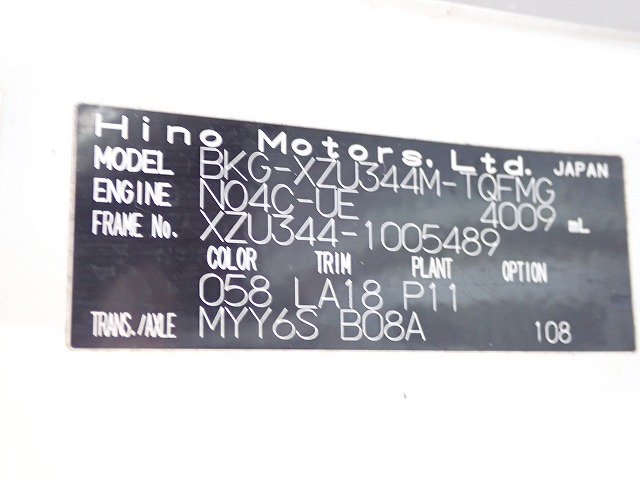 Hino Motors, Ltd. JAPAN
MODEL BKG-XZU344M-TQFMG
ENGINE N04C-UE 4009 mL
FRAME No. XZU344-1005489
COLOR TRIM PLANT OPTION
058 LA18 P11
TRANS./AXLE MYY6S B08A 108